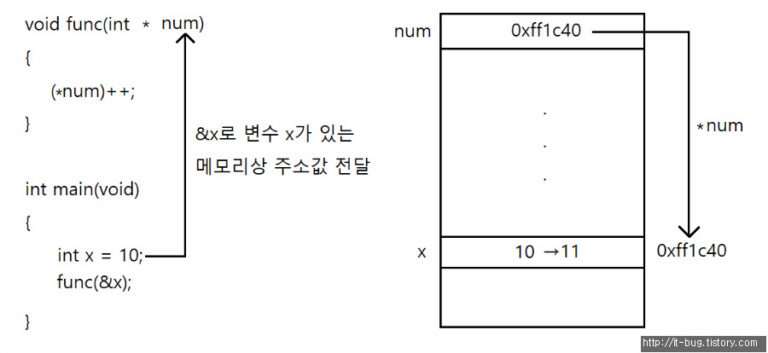 void func(int * num)
{
(*num)++;
}
&x로 변수 x가 있는
메모리상 주소값 전달
int main(void)
{
int x = 10;
func(&x);
}
num
0xff1c40
.
.
.
*num
x
10 →11
0xff1c40
http://it-bug.tistory.com